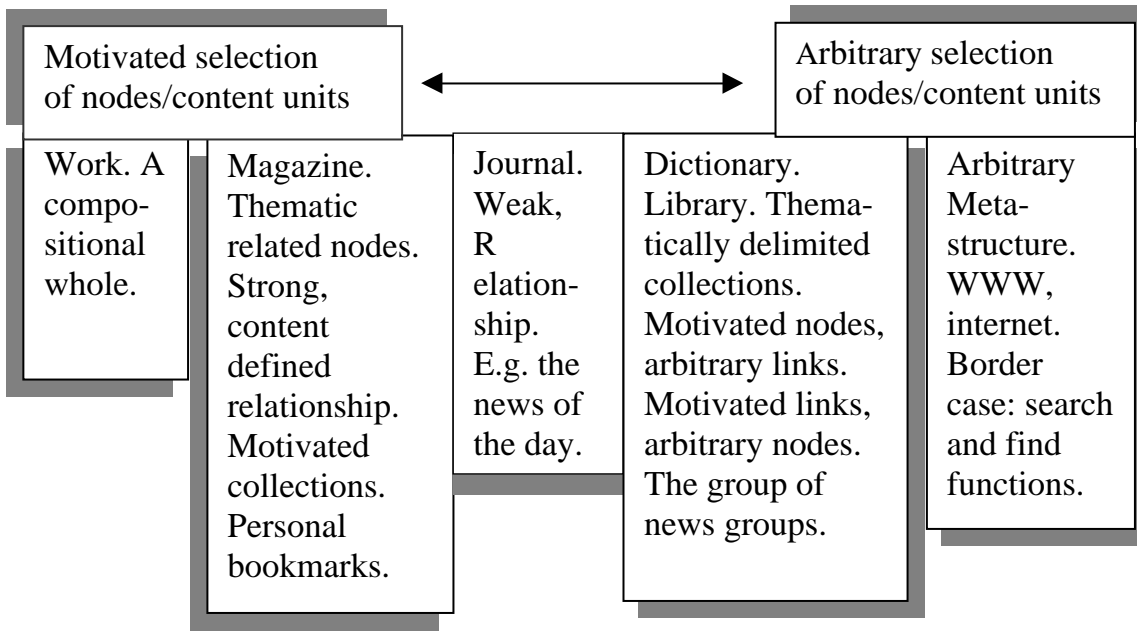 Motivated selection
of nodes/content units
Arbitrary selection
of nodes/content units
Work. A
compo-
sitional
whole.
Magazine.
Thematic
related nodes.
Strong,
content
defined
relationship.
Motivated
collections.
Personal
bookmarks.
Journal.
Weak,
R
elation-
ship.
E.g. the
news of
the day.
Dictionary.
Library. Thema-
tically delimited
collections.
Motivated nodes,
arbitrary links.
Motivated links,
arbitrary nodes.
The group of
news groups.
Arbitrary
Meta-
structure.
WWW,
internet.
Border
case: search
and find
functions.